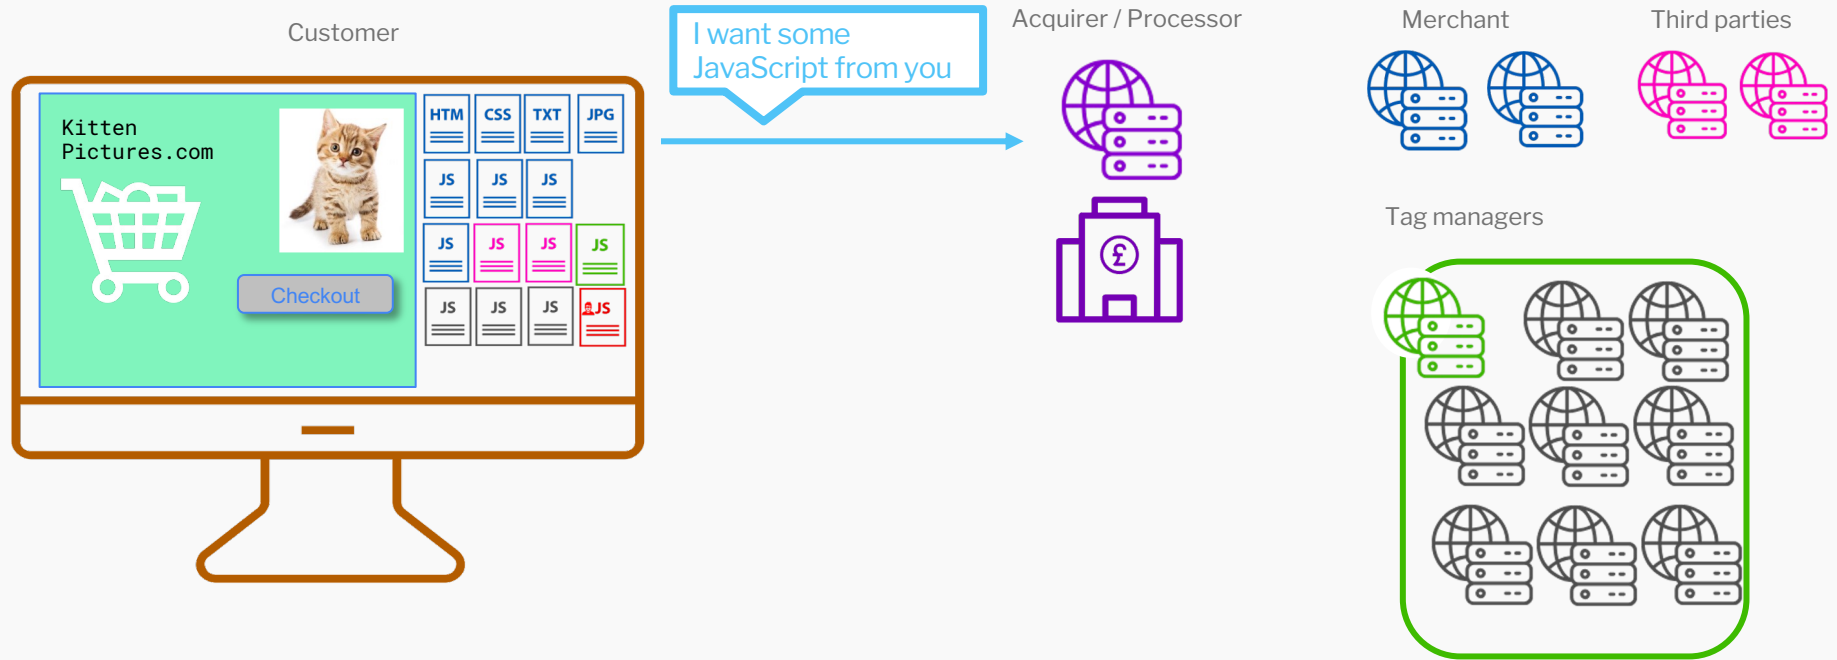 Customer
I want some
JavaScript from you
Acquirer / Processor
Merchant
Third parties
Kitten
Pictures.com
Checkout
HTM CSS TXT JPG
JS JS JS
JS JS JS JS
JS JS JS JS
£
Tag managers